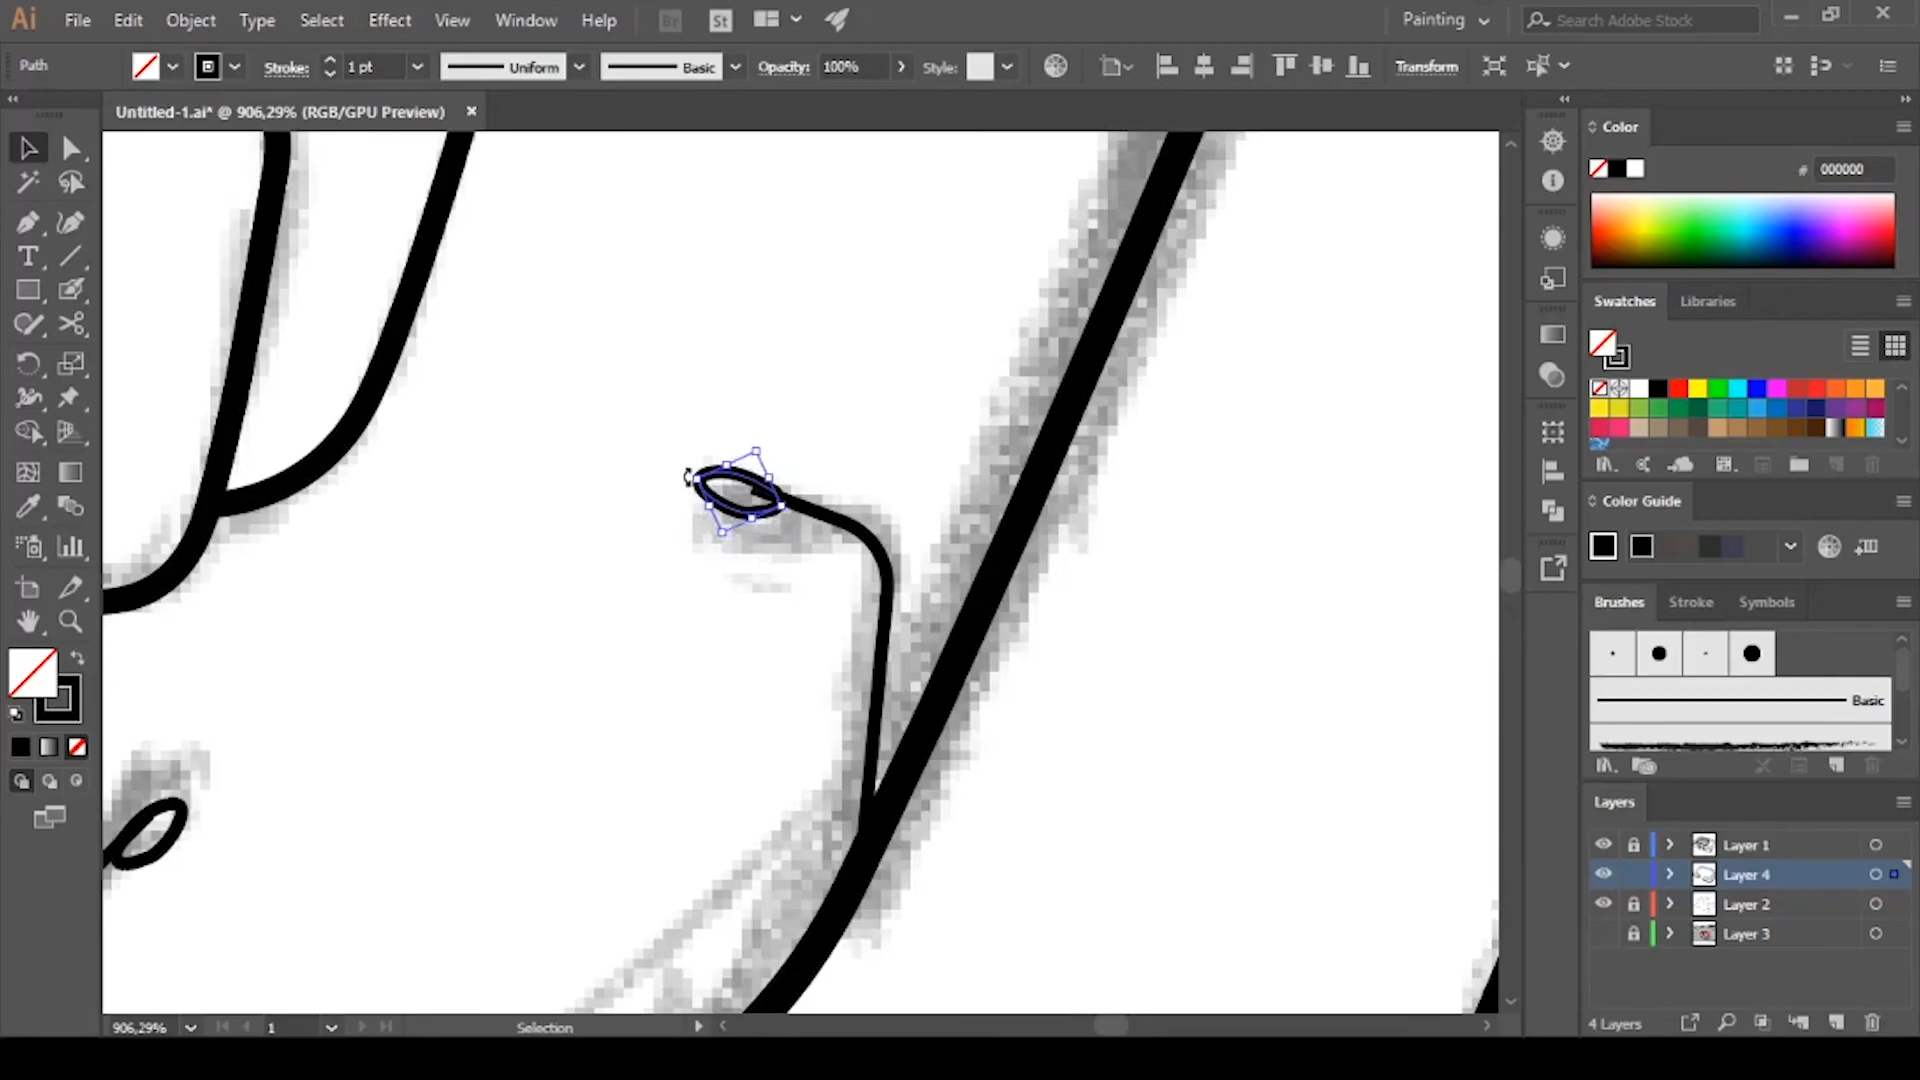 Ai File Edit Object Type Select Effect View Window Help Br St Painting Search Adobe Stock
Path Stroke: 1 pt Uniform Basic Opacity: 100% Style: Transform
Untitled-1.ai* @ 906,29% (RGB/GPU Preview)
Color
# 000000
Swatches Libraries
Color Guide
Brushes Stroke Symbols
Basic
Layers
Layer 1
Layer 4
Layer 2
Layer 3
4 Layers
906,29% 1 Selection